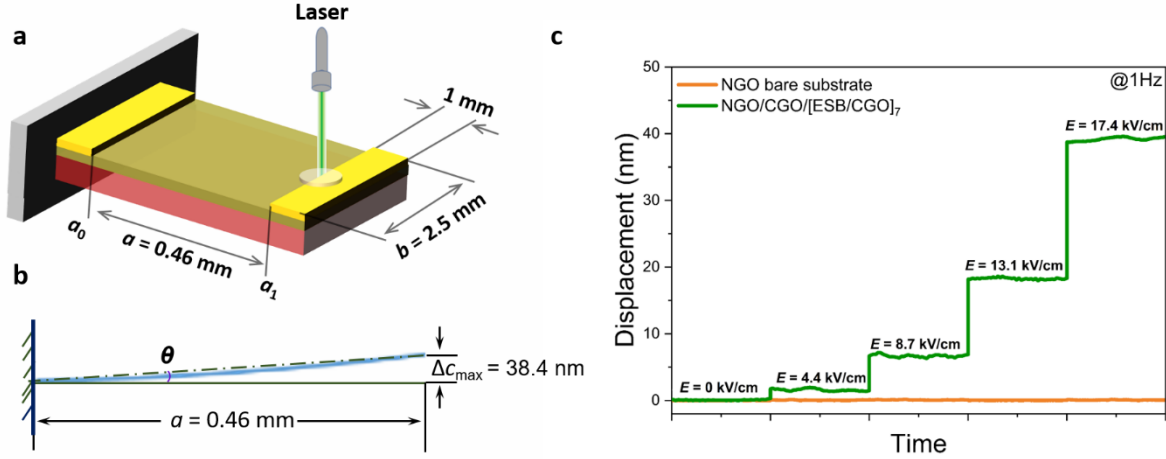 a
Laser
1 mm
a0
a = 0.46 mm
a1
b = 2.5 mm
b
θ
Δcmax = 38.4 nm
a = 0.46 mm
c
@1Hz
NGO bare substrate
NGO/CGO/[ESB/CGO]7
Displacement (nm)
50
40
30
20
10
0
E = 0 kV/cm
E = 4.4 kV/cm
E = 8.7 kV/cm
E = 13.1 kV/cm
E = 17.4 kV/cm
Time